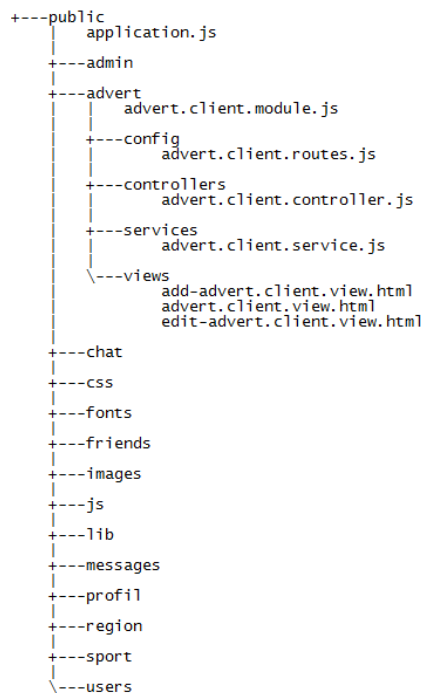 +---public
    |   application.js
    |
    +---admin
    |
    +---advert
    |   |   advert.client.module.js
    |   |
    |   +---config
    |   |       advert.client.routes.js
    |   |
    |   +---controllers
    |   |       advert.client.controller.js
    |   |
    |   +---services
    |   |       advert.client.service.js
    |   |
    |   \---views
    |           add-advert.client.view.html
    |           advert.client.view.html
    |           edit-advert.client.view.html
    |
    +---chat
    |
    +---css
    |
    +---fonts
    |
    +---friends
    |
    +---images
    |
    +---js
    |
    +---lib
    |
    +---messages
    |
    +---profil
    |
    +---region
    |
    +---sport
    |
    \---users